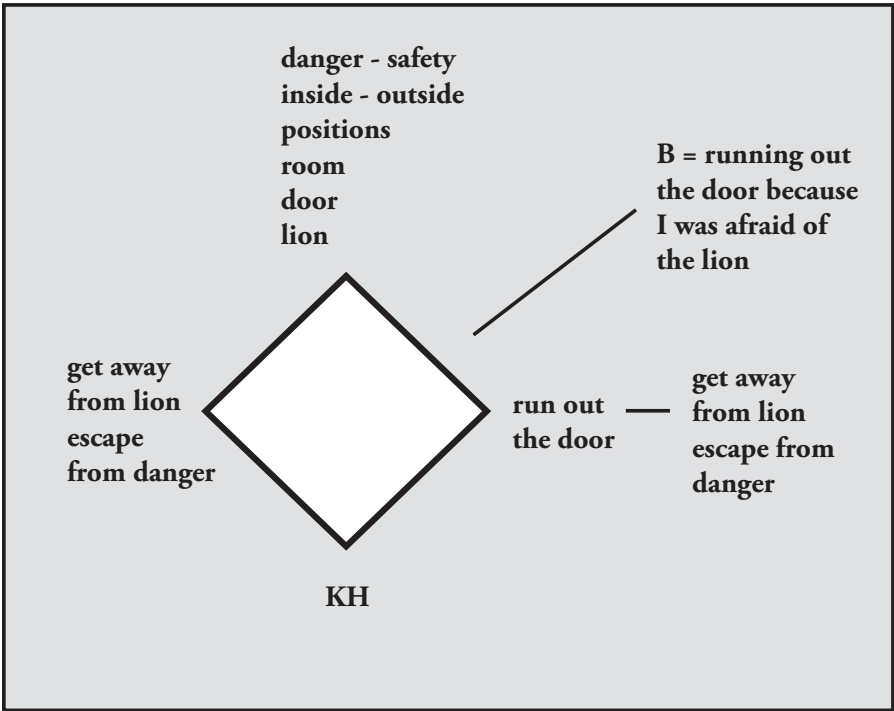 danger - safety
inside - outside
positions
room
door
lion
B = running out
the door because
I was afraid of
the lion
get away
from lion
escape
from danger
run out
the door
get away
from lion
escape from
danger
KH